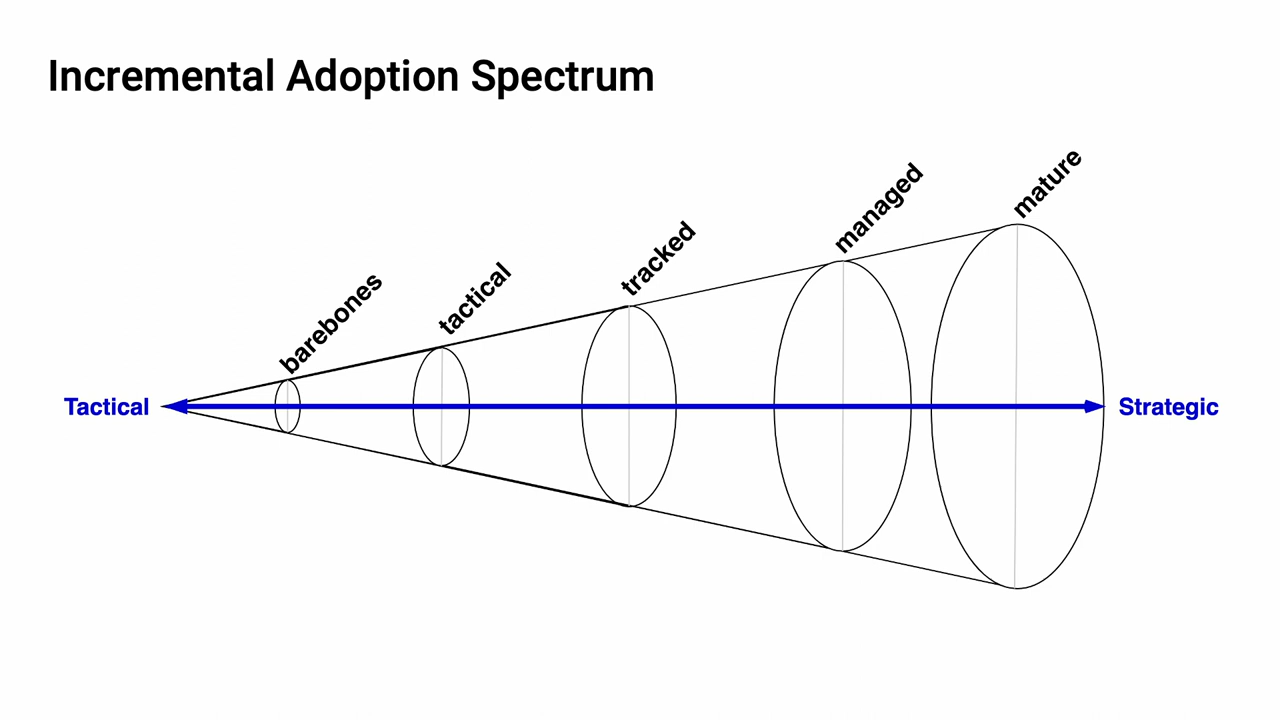 Incremental Adoption Spectrum
barebones
tactical
tracked
managed
mature
Tactical
Strategic